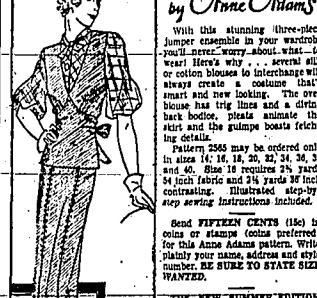 by Anne Adams
With this stunning three-piec
jumper ensemble in your wardrob
you'll never worry about what t
wear! Here's why . . . several sil
or cotton blouses to interchange wil
always create a costume that'
smart and new looking. The ove
blouse has trig lines and a divin
back bodice, pleats animate th
skirt and the guimpe boasts fetch
ing details.
Pattern 2565 may be ordered onl
in sizes 14, 16, 18, 20, 32, 34, 36, 3
and 40. Size 16 requires yard
54 inch fabric and 2¼ yards 36 inc
contrasting. Illustrated step-by
step sewing instructions included.
Send FIFTEEN CENTS (15c) i
coins or stamps (coins preferred
for this Anne Adams pattern. Writ
plainly your name, address and styl
number. BE SURE TO STATE SIZ
WANTED.
THE NEW SUMMER EDITION